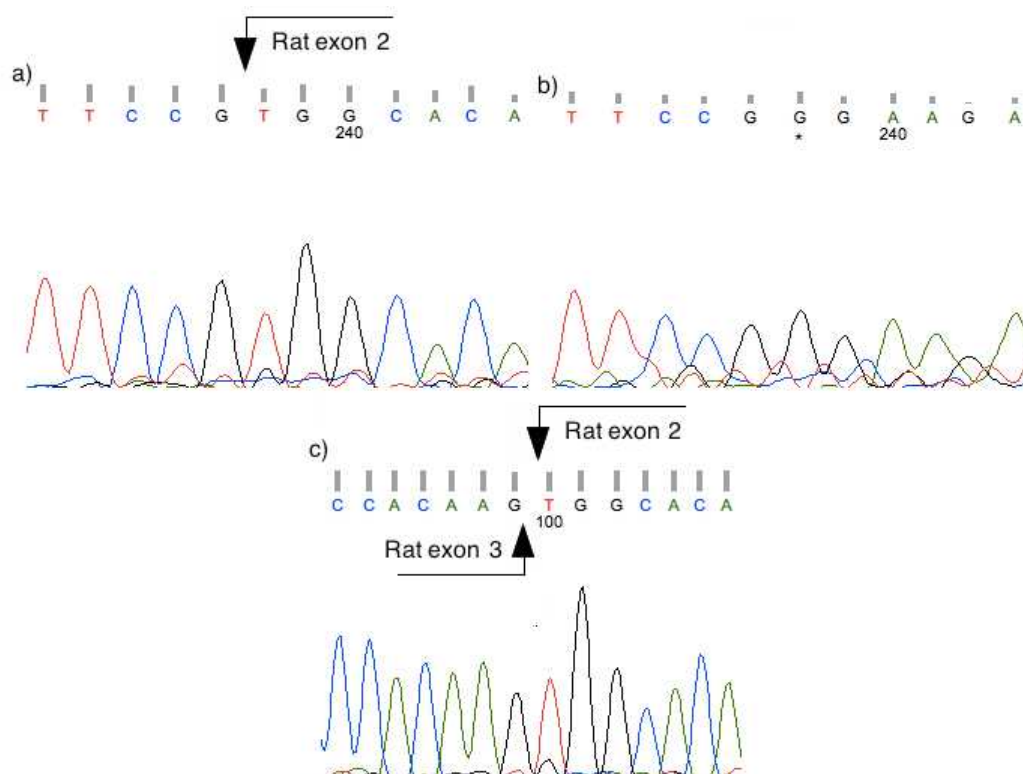 Rat exon 2
a)
T T C C G T G G C A C A
240
b)
T T C C G G G A A G A
* 240
Rat exon 2
c)
C C A C A A G T G G C A C A
100
Rat exon 3